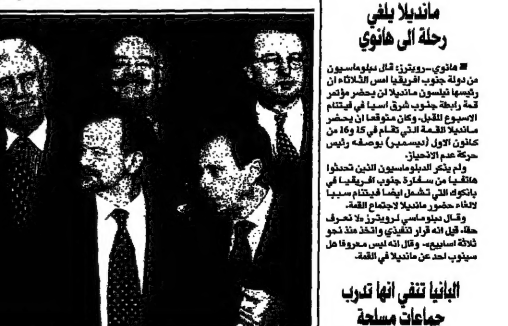 مانديلا يلغي
رحلة الى هانوي
■ هانوي -رويترز: قال دبلوماسيون
من دولة جنوب افريقيا امس الثلاثاء ان
رئيسها نيلسون مانديلا لن يحضر مؤتمر
قمة رابطة جنوب شرق اسيا في فيتنام
الاسبوع المقبل. وكان متوقعا ان يحضر
مانديلا القمة التي تقام في 15 و16 من
كانون الاول (ديسمبر) بوصفه رئيس
حركة عدم الانحياز.
ولم يذكر الدبلوماسيون الذين تحدثوا
هاتفيا من سفارة جنوب افريقيا في
بانكوك التي تشمل ايضا فيتنام سببا
لالغاء حضور مانديلا لاجتماع القمة.
وقال دبلوماسي لرويترز «لا نعرف
حقا. قيل انه قرار تنفيذي واتخذ منذ نحو
ثلاثة اسابيع». وقال انه ليس معروفا هل
سينوب احد عن مانديلا في القمة.
البانيا تنفي انها تدرب
جماعات مسلحة